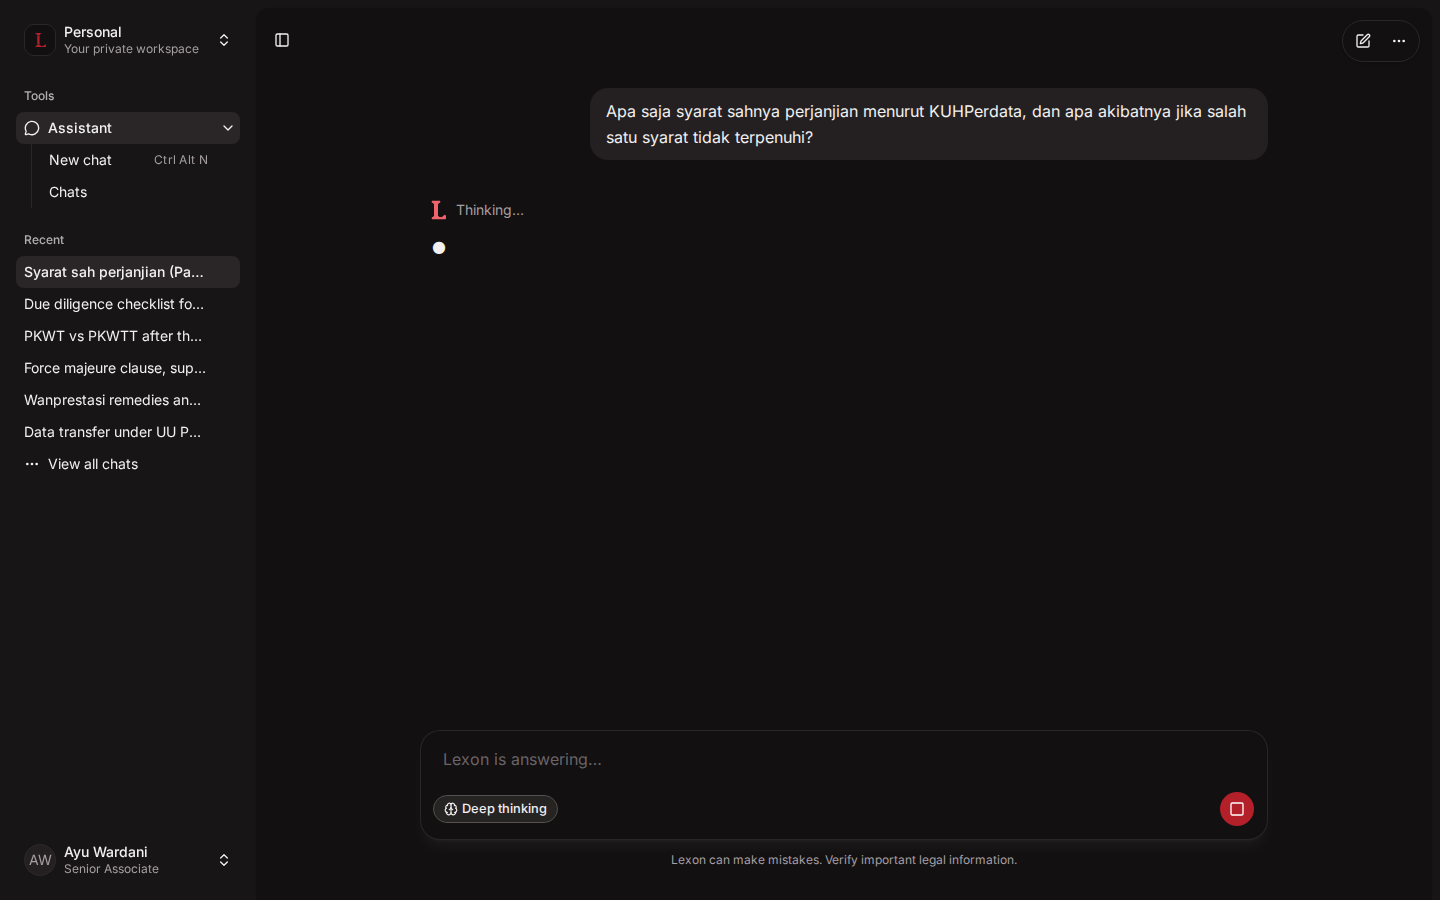 L
Personal
Your private workspace
Tools
Assistant
New chat
Ctrl Alt N
Chats
Recent
Syarat sah perjanjian (Pa...
Due diligence checklist fo...
PKWT vs PKWTT after th...
Force majeure clause, sup...
Wanprestasi remedies an...
Data transfer under UU P...
View all chats
AW
Ayu Wardani
Senior Associate
Apa saja syarat sahnya perjanjian menurut KUHPerdata, dan apa akibatnya jika salah
satu syarat tidak terpenuhi?
L
Thinking...
Lexon is answering...
Deep thinking
Lexon can make mistakes. Verify important legal information.